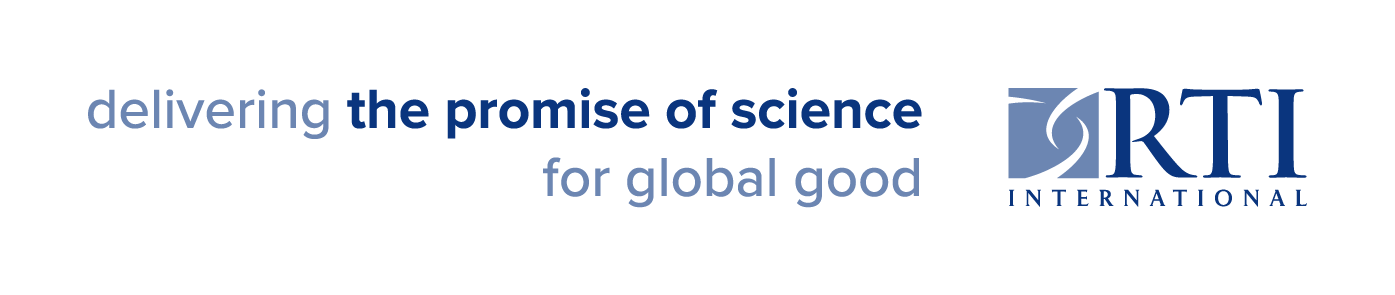 delivering the promise of science
for global good
RTI
INTERNATIONAL